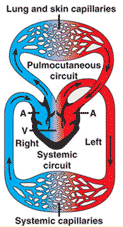 Lung and skin capillaries
Pulmocutaneous
circuit
A A
V
Right Left
Systemic
circuit
Systemic capillaries